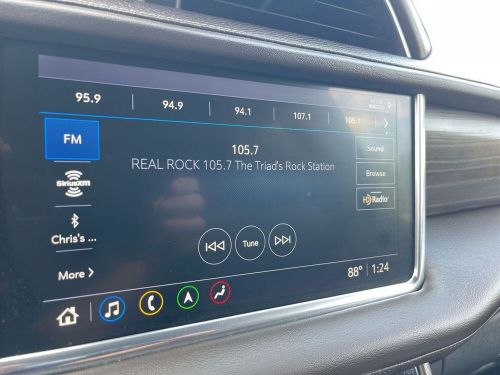 95.9
94.9
94.1
107.1
105.7
FM
105.7
REAL ROCK 105.7 The Triad's Rock Station
Sound
Browse
HD Radio
SiriusXM
Chris's ...
Tune
More >
88° 1:24